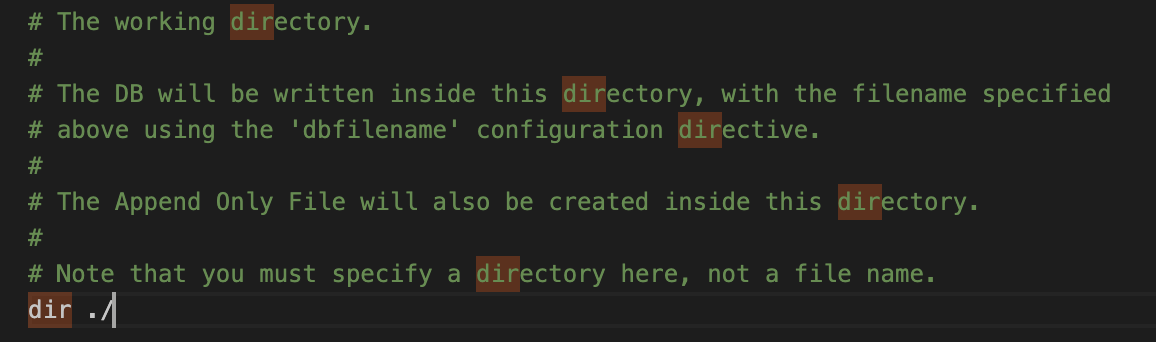 # The working directory.
#
# The DB will be written inside this directory, with the filename specified
# above using the 'dbfilename' configuration directive.
#
# The Append Only File will also be created inside this directory.
#
# Note that you must specify a directory here, not a file name.
dir ./